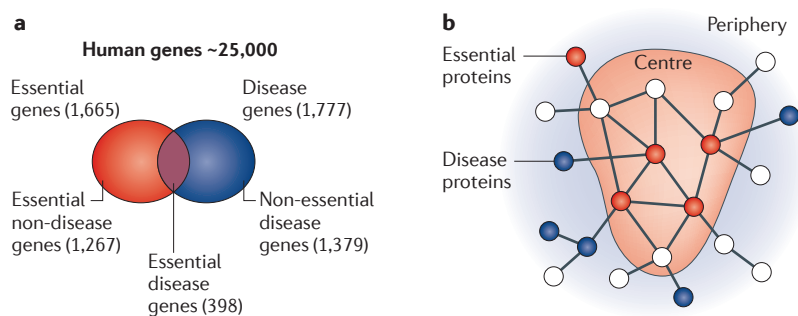 a
Human genes ~25,000
Essential
genes (1,665)
Disease
genes (1,777)
Essential
non-disease
genes (1,267)
Essential
disease
genes (398)
Non-essential
disease
genes (1,379)
b
Periphery
Essential
proteins
Centre
Disease
proteins